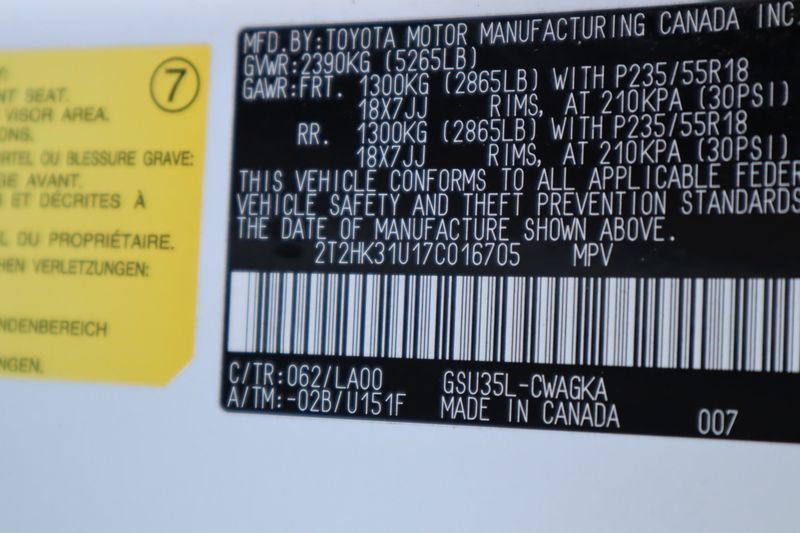 7
NT SEAT.
VISOR AREA.
ONS.
RTEL OU BLESSURE GRAVE:
GE AVANT.
S ET DÉCRITES À
L DU PROPRIÉTAIRE.
HEN VERLETZUNGEN:
NDENBEREICH
NGEN.
MFD.BY:TOYOTA MOTOR MANUFACTURING CANADA INC.
GVWR:2390KG (5265LB)
GAWR:FRT. 1300KG (2865LB) WITH P235/55R18
18X7JJ RIMS, AT 210KPA (30PSI)
RR. 1300KG (2865LB) WITH P235/55R18
18X7JJ RIMS, AT 210KPA (30PSI)
THIS VEHICLE CONFORMS TO ALL APPLICABLE FEDER
VEHICLE SAFETY AND THEFT PREVENTION STANDARDS
THE DATE OF MANUFACTURE SHOWN ABOVE.
2T2HK31U17C016705 MPV
C/TR:062/LA00 GSU35L-CWAGKA
A/TM:-02B/U151F MADE IN CANADA 007